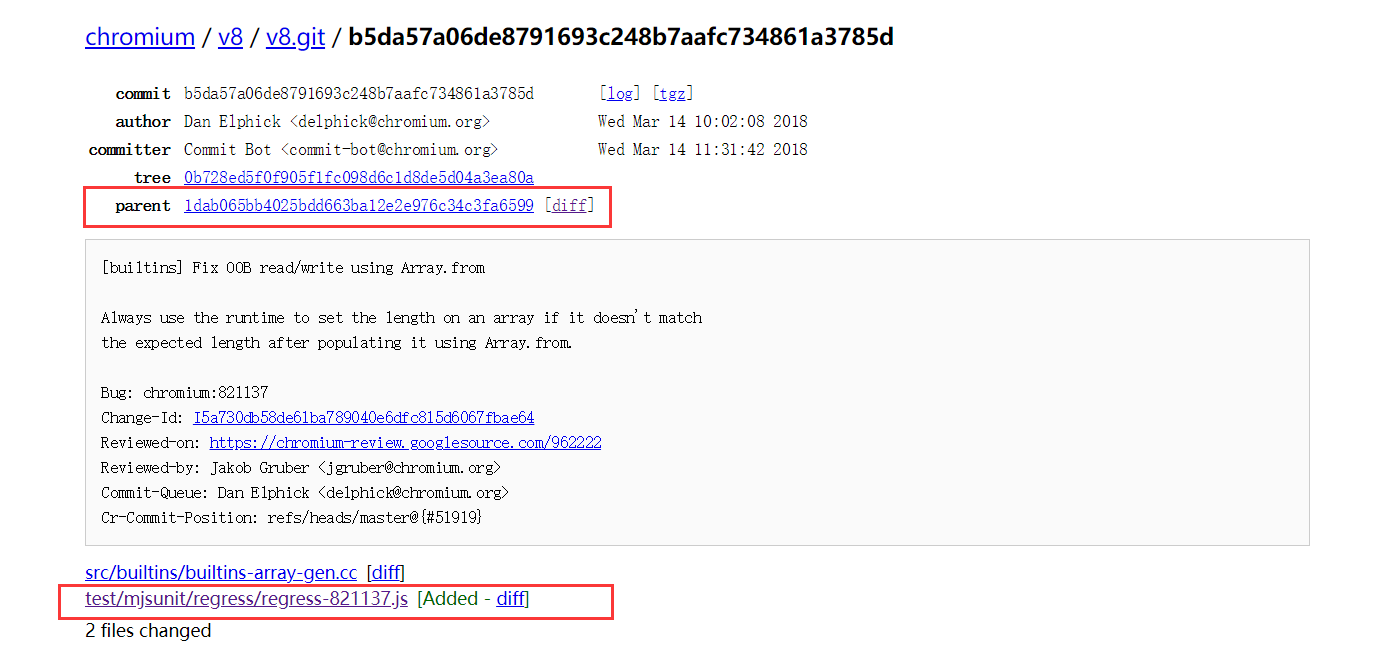 chromium / v8 / v8.git / b5da57a06de8791693c248b7aafc734861a3785d
commit b5da57a06de8791693c248b7aafc734861a3785d [log] [tgz]
author Dan Elphick <delphick@chromium.org> Wed Mar 14 10:02:08 2018
committer Commit Bot <commit-bot@chromium.org> Wed Mar 14 11:31:42 2018
tree 0b728ed5f0f905f1fc098d6c1d8de5d04a3ea80a
parent 1dab065bb4025bdd663ba12e2e976c34c3fa6599 [diff]
[builtins] Fix OOB read/write using Array.from
Always use the runtime to set the length on an array if it doesn't match
the expected length after populating it using Array.from.
Bug: chromium:821137
Change-Id: I5a730db58de61ba789040e6dfc815d6067fbae64
Reviewed-on: https://chromium-review.googlesource.com/962222
Reviewed-by: Jakob Gruber <jgruber@chromium.org>
Commit-Queue: Dan Elphick <delphick@chromium.org>
Cr-Commit-Position: refs/heads/master@{#51919}
src/builtins/builtins-array-gen.cc [diff]
test/mjsunit/regress/regress-821137.js [Added - diff]
2 files changed